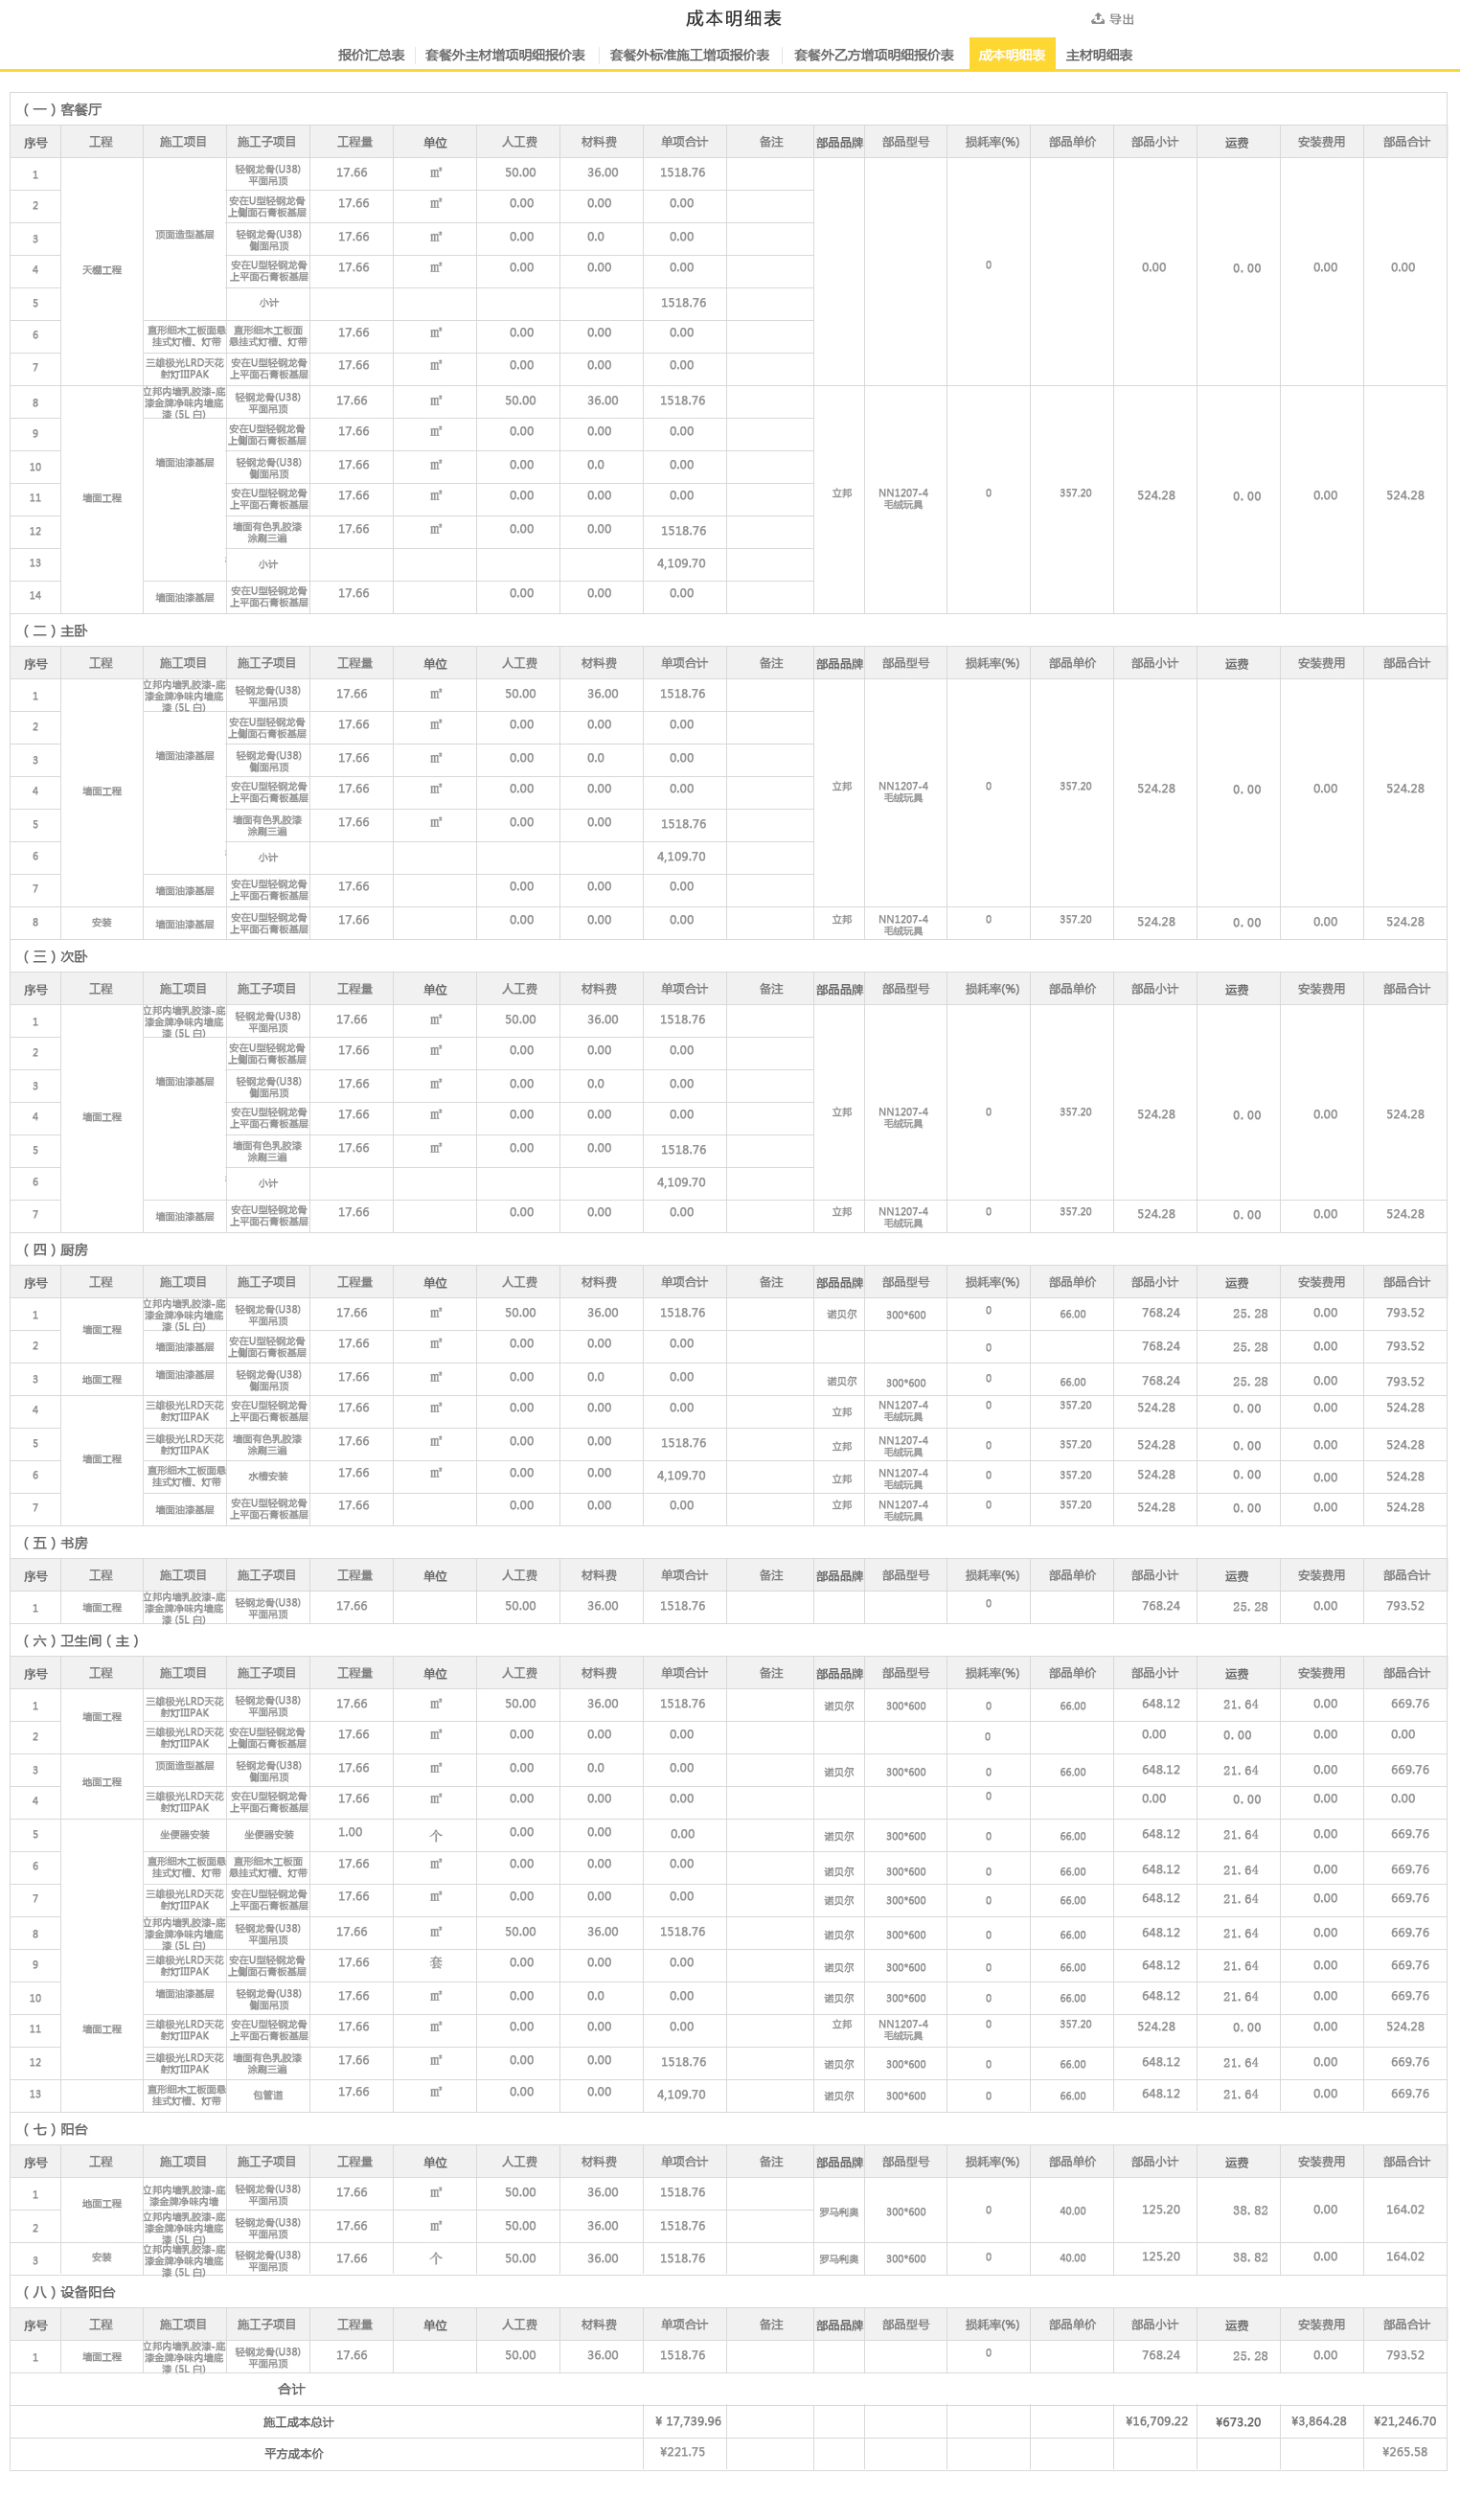 成本明细表
导出
报价汇总表 套餐外主材增项明细报价表 套餐外标准施工增项报价表 套餐外乙方增项明细报价表 成本明细表 主材明细表
（一）客餐厅
序号 工程 施工项目 施工子项目 工程量 单位 人工费 材料费 单项合计 备注 部品品牌 部品型号 损耗率(%) 部品单价 部品小计 运费 安装费用 部品合计
1 轻钢龙骨(U38)平面吊顶 17.66 ㎡ 50.00 36.00 1518.76
2 安在U型轻钢龙骨上侧面石膏板基层 17.66 ㎡ 0.00 0.00 0.00
3 顶面造型基层 轻钢龙骨(U38)侧面吊顶 17.66 ㎡ 0.00 0.0 0.00
4 天棚工程 安在U型轻钢龙骨上平面石膏板基层 17.66 ㎡ 0.00 0.00 0.00 0 0.00 0.00 0.00 0.00
5 小计 1518.76
6 直形细木工板面悬挂式灯槽、灯带 直形细木工板面悬挂式灯槽、灯带 17.66 ㎡ 0.00 0.00 0.00
7 三雄极光LRD天花射灯IIIPAK 安在U型轻钢龙骨上平面石膏板基层 17.66 ㎡ 0.00 0.00 0.00
8 立邦内墙乳胶漆-底漆金牌净味内墙底漆 (5L 白) 轻钢龙骨(U38)平面吊顶 17.66 ㎡ 50.00 36.00 1518.76
9 安在U型轻钢龙骨上侧面石膏板基层 17.66 ㎡ 0.00 0.00 0.00
10 墙面油漆基层 轻钢龙骨(U38)侧面吊顶 17.66 ㎡ 0.00 0.0 0.00
11 墙面工程 安在U型轻钢龙骨上平面石膏板基层 17.66 ㎡ 0.00 0.00 0.00 立邦 NN1207-4毛绒玩具 0 357.20 524.28 0.00 0.00 524.28
12 墙面有色乳胶漆涂刷三遍 17.66 ㎡ 0.00 0.00 1518.76
13 小计 4,109.70
14 墙面油漆基层 安在U型轻钢龙骨上平面石膏板基层 17.66 0.00 0.00 0.00
（二）主卧
序号 工程 施工项目 施工子项目 工程量 单位 人工费 材料费 单项合计 备注 部品品牌 部品型号 损耗率(%) 部品单价 部品小计 运费 安装费用 部品合计
1 立邦内墙乳胶漆-底漆金牌净味内墙底漆 (5L 白) 轻钢龙骨(U38)平面吊顶 17.66 ㎡ 50.00 36.00 1518.76
2 安在U型轻钢龙骨上侧面石膏板基层 17.66 ㎡ 0.00 0.00 0.00
3 墙面油漆基层 轻钢龙骨(U38)侧面吊顶 17.66 ㎡ 0.00 0.0 0.00
4 墙面工程 安在U型轻钢龙骨上平面石膏板基层 17.66 ㎡ 0.00 0.00 0.00 立邦 NN1207-4毛绒玩具 0 357.20 524.28 0.00 0.00 524.28
5 墙面有色乳胶漆涂刷三遍 17.66 ㎡ 0.00 0.00 1518.76
6 小计 4,109.70
7 墙面油漆基层 安在U型轻钢龙骨上平面石膏板基层 17.66 0.00 0.00 0.00
8 安装 墙面油漆基层 安在U型轻钢龙骨上平面石膏板基层 17.66 0.00 0.00 0.00 立邦 NN1207-4毛绒玩具 0 357.20 524.28 0.00 0.00 524.28
（三）次卧
序号 工程 施工项目 施工子项目 工程量 单位 人工费 材料费 单项合计 备注 部品品牌 部品型号 损耗率(%) 部品单价 部品小计 运费 安装费用 部品合计
1 立邦内墙乳胶漆-底漆金牌净味内墙底漆 (5L 白) 轻钢龙骨(U38)平面吊顶 17.66 ㎡ 50.00 36.00 1518.76
2 安在U型轻钢龙骨上侧面石膏板基层 17.66 ㎡ 0.00 0.00 0.00
3 墙面油漆基层 轻钢龙骨(U38)侧面吊顶 17.66 ㎡ 0.00 0.0 0.00
4 墙面工程 安在U型轻钢龙骨上平面石膏板基层 17.66 ㎡ 0.00 0.00 0.00 立邦 NN1207-4毛绒玩具 0 357.20 524.28 0.00 0.00 524.28
5 墙面有色乳胶漆涂刷三遍 17.66 ㎡ 0.00 0.00 1518.76
6 小计 4,109.70
7 墙面油漆基层 安在U型轻钢龙骨上平面石膏板基层 17.66 0.00 0.00 0.00 立邦 NN1207-4毛绒玩具 0 357.20 524.28 0.00 0.00 524.28
（四）厨房
序号 工程 施工项目 施工子项目 工程量 单位 人工费 材料费 单项合计 备注 部品品牌 部品型号 损耗率(%) 部品单价 部品小计 运费 安装费用 部品合计
1 墙面工程 立邦内墙乳胶漆-底漆金牌净味内墙底漆 (5L 白) 轻钢龙骨(U38)平面吊顶 17.66 ㎡ 50.00 36.00 1518.76 诺贝尔 300*600 0 66.00 768.24 25.28 0.00 793.52
2 墙面油漆基层 安在U型轻钢龙骨上侧面石膏板基层 17.66 ㎡ 0.00 0.00 0.00 0 768.24 25.28 0.00 793.52
3 地面工程 墙面油漆基层 轻钢龙骨(U38)侧面吊顶 17.66 ㎡ 0.00 0.0 0.00 诺贝尔 300*600 0 66.00 768.24 25.28 0.00 793.52
4 三雄极光LRD天花射灯IIIPAK 安在U型轻钢龙骨上平面石膏板基层 17.66 ㎡ 0.00 0.00 0.00 立邦 NN1207-4毛绒玩具 0 357.20 524.28 0.00 0.00 524.28
5 墙面工程 三雄极光LRD天花射灯IIIPAK 墙面有色乳胶漆涂刷三遍 17.66 ㎡ 0.00 0.00 1518.76 立邦 NN1207-4毛绒玩具 0 357.20 524.28 0.00 0.00 524.28
6 直形细木工板面悬挂式灯槽、灯带 水槽安装 17.66 ㎡ 0.00 0.00 4,109.70 立邦 NN1207-4毛绒玩具 0 357.20 524.28 0.00 0.00 524.28
7 墙面油漆基层 安在U型轻钢龙骨上平面石膏板基层 17.66 0.00 0.00 0.00 立邦 NN1207-4毛绒玩具 0 357.20 524.28 0.00 0.00 524.28
（五）书房
序号 工程 施工项目 施工子项目 工程量 单位 人工费 材料费 单项合计 备注 部品品牌 部品型号 损耗率(%) 部品单价 部品小计 运费 安装费用 部品合计
1 墙面工程 立邦内墙乳胶漆-底漆金牌净味内墙底漆 (5L 白) 轻钢龙骨(U38)平面吊顶 17.66 50.00 36.00 1518.76 0 768.24 25.28 0.00 793.52
（六）卫生间（主）
序号 工程 施工项目 施工子项目 工程量 单位 人工费 材料费 单项合计 备注 部品品牌 部品型号 损耗率(%) 部品单价 部品小计 运费 安装费用 部品合计
1 墙面工程 三雄极光LRD天花射灯IIIPAK 轻钢龙骨(U38)平面吊顶 17.66 ㎡ 50.00 36.00 1518.76 诺贝尔 300*600 0 66.00 648.12 21.64 0.00 669.76
2 三雄极光LRD天花射灯IIIPAK 安在U型轻钢龙骨上侧面石膏板基层 17.66 ㎡ 0.00 0.00 0.00 0 0.00 0.00 0.00 0.00
3 地面工程 顶面造型基层 轻钢龙骨(U38)侧面吊顶 17.66 ㎡ 0.00 0.0 0.00 诺贝尔 300*600 0 66.00 648.12 21.64 0.00 669.76
4 三雄极光LRD天花射灯IIIPAK 安在U型轻钢龙骨上平面石膏板基层 17.66 ㎡ 0.00 0.00 0.00 0 0.00 0.00 0.00 0.00
5 坐便器安装 坐便器安装 1.00 个 0.00 0.00 0.00 诺贝尔 300*600 0 66.00 648.12 21.64 0.00 669.76
6 直形细木工板面悬挂式灯槽、灯带 直形细木工板面悬挂式灯槽、灯带 17.66 ㎡ 0.00 0.00 0.00 诺贝尔 300*600 0 66.00 648.12 21.64 0.00 669.76
7 三雄极光LRD天花射灯IIIPAK 安在U型轻钢龙骨上平面石膏板基层 17.66 ㎡ 0.00 0.00 0.00 诺贝尔 300*600 0 66.00 648.12 21.64 0.00 669.76
8 立邦内墙乳胶漆-底漆金牌净味内墙底漆 (5L 白) 轻钢龙骨(U38)平面吊顶 17.66 ㎡ 50.00 36.00 1518.76 诺贝尔 300*600 0 66.00 648.12 21.64 0.00 669.76
9 三雄极光LRD天花射灯IIIPAK 安在U型轻钢龙骨上侧面石膏板基层 17.66 套 0.00 0.00 0.00 诺贝尔 300*600 0 66.00 648.12 21.64 0.00 669.76
10 墙面油漆基层 轻钢龙骨(U38)侧面吊顶 17.66 ㎡ 0.00 0.0 0.00 诺贝尔 300*600 0 66.00 648.12 21.64 0.00 669.76
11 墙面工程 三雄极光LRD天花射灯IIIPAK 安在U型轻钢龙骨上平面石膏板基层 17.66 ㎡ 0.00 0.00 0.00 立邦 NN1207-4毛绒玩具 0 357.20 524.28 0.00 0.00 524.28
12 三雄极光LRD天花射灯IIIPAK 墙面有色乳胶漆涂刷三遍 17.66 ㎡ 0.00 0.00 1518.76 诺贝尔 300*600 0 66.00 648.12 21.64 0.00 669.76
13 直形细木工板面悬挂式灯槽、灯带 包管道 17.66 ㎡ 0.00 0.00 4,109.70 诺贝尔 300*600 0 66.00 648.12 21.64 0.00 669.76
（七）阳台
序号 工程 施工项目 施工子项目 工程量 单位 人工费 材料费 单项合计 备注 部品品牌 部品型号 损耗率(%) 部品单价 部品小计 运费 安装费用 部品合计
1 地面工程 立邦内墙乳胶漆-底漆金牌净味内墙 轻钢龙骨(U38)平面吊顶 17.66 ㎡ 50.00 36.00 1518.76 罗马利奥 300*600 0 40.00 125.20 38.82 0.00 164.02
2 立邦内墙乳胶漆-底漆金牌净味内墙底漆 (5L 白) 轻钢龙骨(U38)平面吊顶 17.66 ㎡ 50.00 36.00 1518.76
3 安装 立邦内墙乳胶漆-底漆金牌净味内墙底漆 (5L 白) 轻钢龙骨(U38)平面吊顶 17.66 个 50.00 36.00 1518.76 罗马利奥 300*600 0 40.00 125.20 38.82 0.00 164.02
（八）设备阳台
序号 工程 施工项目 施工子项目 工程量 单位 人工费 材料费 单项合计 备注 部品品牌 部品型号 损耗率(%) 部品单价 部品小计 运费 安装费用 部品合计
1 墙面工程 立邦内墙乳胶漆-底漆金牌净味内墙底漆 (5L 白) 轻钢龙骨(U38)平面吊顶 17.66 50.00 36.00 1518.76 0 768.24 25.28 0.00 793.52
合计
施工成本总计 ¥ 17,739.96 ¥16,709.22 ¥673.20 ¥3,864.28 ¥21,246.70
平方成本价 ¥221.75 ¥265.58